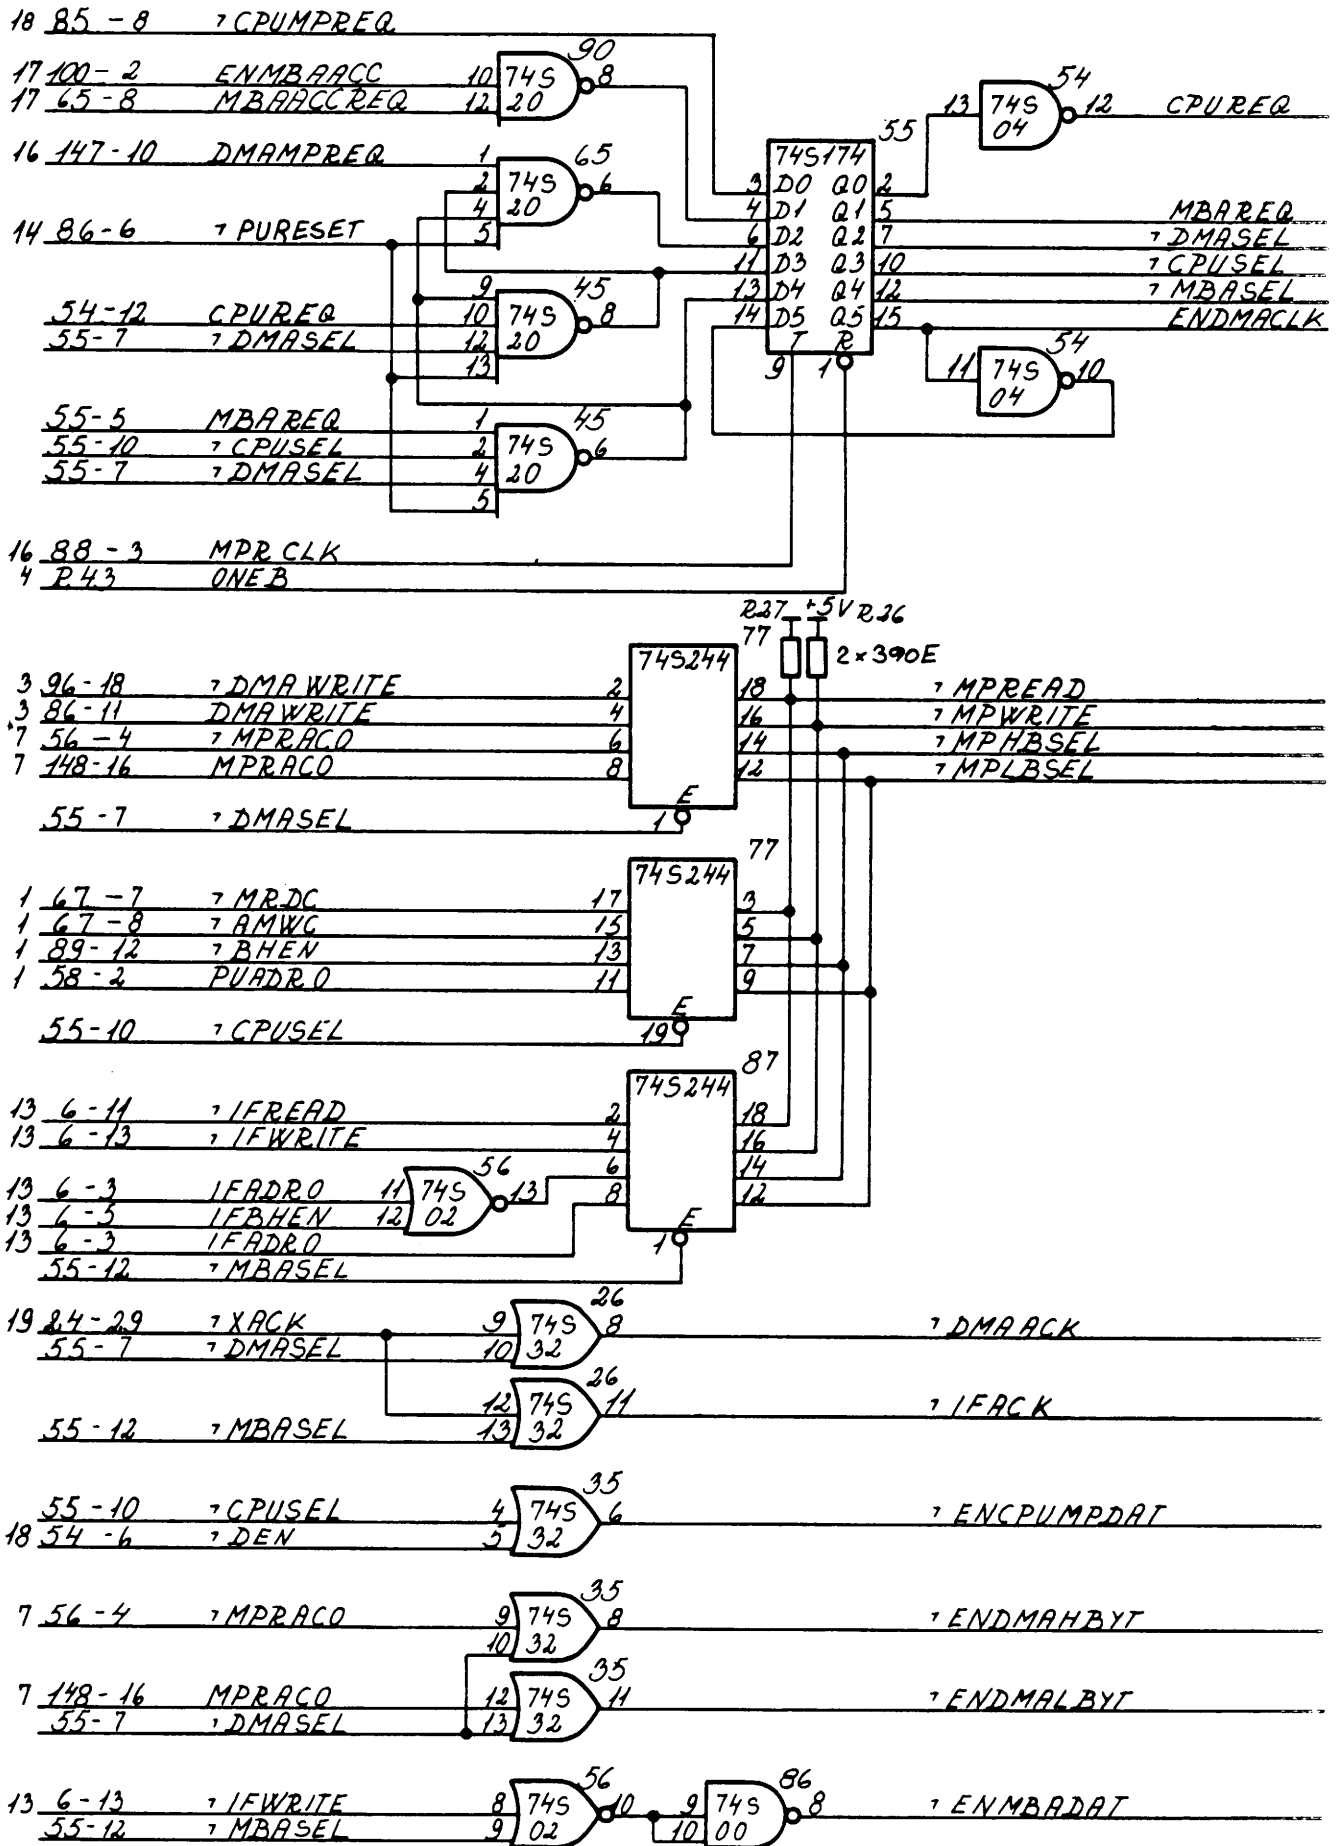 18 85-8 ¬CPUMPREQ
90
17 100-2 ENMBAACC 10 74S 8
17 65-8 MBAACCREQ 12 20
54
13 74S 12 CPUREQ
04
55
16 147-10 DMAMPREQ 1 65
2 74S 6
4 20
14 86-6 ¬PURESET 5
74S174
3 D0 Q0 2
4 D1 Q1 5 MBAREQ
6 D2 Q2 7 ¬DMASEL
11 D3 Q3 10 ¬CPUSEL
13 D4 Q4 12 ¬MBASEL
14 D5 Q5 15 ENDMACLK
T R
9 1
9 45
54-12 CPUREQ 10 74S 8
55-7 ¬DMASEL 12 20
13
54
11 74S 10
04
55-5 MBAREQ 1 45
55-10 ¬CPUSEL 2 74S 6
55-7 ¬DMASEL 4 20
5
16 88-3 MPRCLK
4 P.43 ONEB
R27 +5V R26
77 2×390E
74S244
3 96-18 ¬DMAWRITE 2 18 ¬MPREAD
3 86-11 DMAWRITE 4 16 ¬MPWRITE
7 56-4 ¬MPRACO 6 14 ¬MPHBSEL
7 148-16 MPRACO 8 12 ¬MPLBSEL
E
55-7 ¬DMASEL 1
77
74S244
1 67-7 ¬MRDC 17 3
1 67-8 ¬AMWC 15 5
1 89-12 ¬BHEN 13 7
1 58-2 PUADRO 11 9
E
55-10 ¬CPUSEL 19
87
74S244
13 6-11 ¬IFREAD 2 18
13 6-13 ¬IFWRITE 4 16
56 6 14
13 6-3 IFADRO 11 74S 13 8 12
13 6-5 IFBHEN 12 02
13 6-3 IFADRO E
55-12 ¬MBASEL 1
26
19 24-29 ¬XACK 9 74S 8 ¬DMAACK
55-7 ¬DMASEL 10 32
26
12 74S 11 ¬IFACK
55-12 ¬MBASEL 13 32
35
55-10 ¬CPUSEL 4 74S 6 ¬ENCPUMPDAT
18 54-6 ¬DEN 5 32
35
7 56-4 ¬MPRACO 9 74S 8 ¬ENDMAHBYT
10 32
35
7 148-16 MPRACO 12 74S 11 ¬ENDMALBYT
55-7 ¬DMASEL 13 32
56 86
13 6-13 ¬IFWRITE 8 74S 10 9 74S 8 ¬ENMBADAT
55-12 ¬MBASEL 9 02 10 00